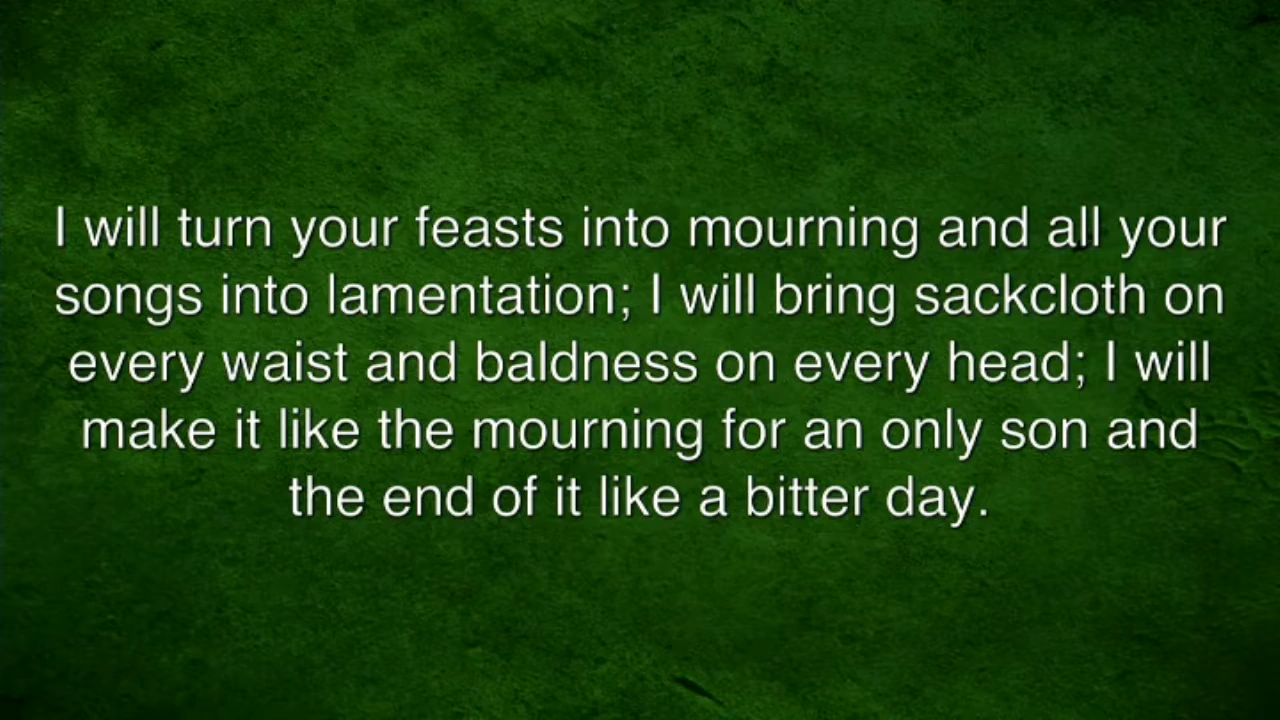 I will turn your feasts into mourning and all your
songs into lamentation; I will bring sackcloth on
every waist and baldness on every head; I will
make it like the mourning for an only son and
the end of it like a bitter day.